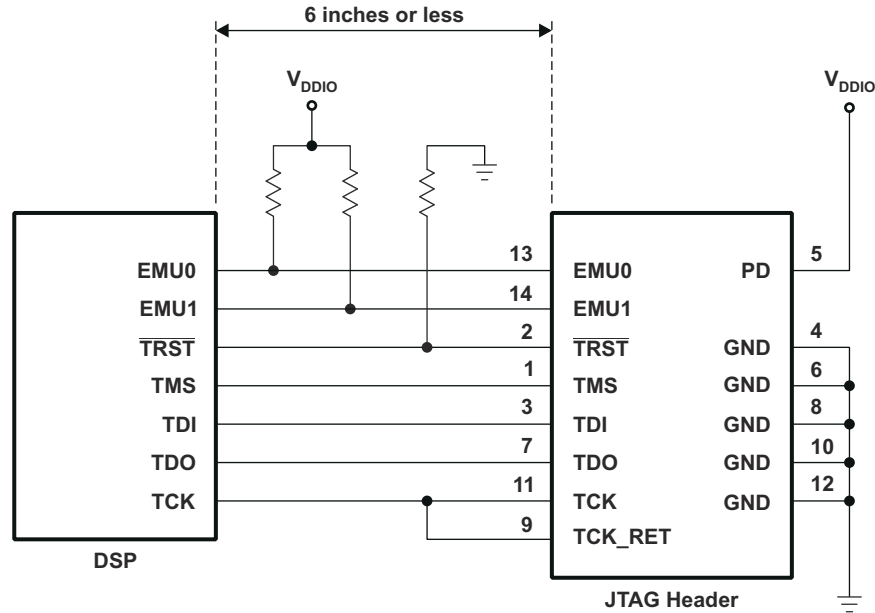 6 inches or less
V_DDIO
V_DDIO
13
5
EMU0
EMU0
PD
14
EMU1
EMU1
2
4
TRST
TRST
GND
1
6
TMS
TMS
GND
3
8
TDI
TDI
GND
7
10
TDO
TDO
GND
11
12
TCK
TCK
GND
9
TCK_RET
DSP
JTAG Header